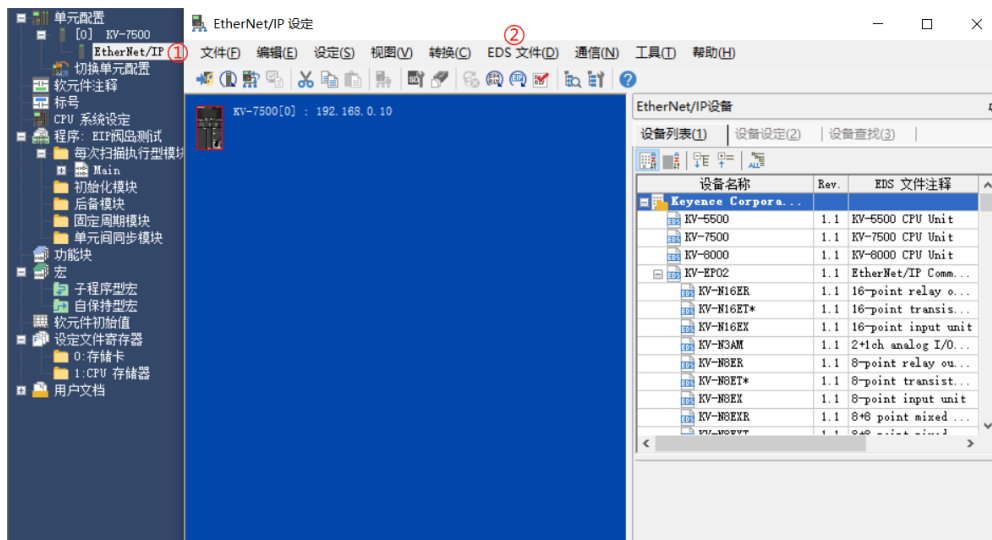 单元配置
[0] KV-7500
EtherNet/IP ①
切换单元配置
软元件注释
标号
CPU 系统设定
程序: EIP阀岛测试
每次扫描执行型模块
Main
初始化模块
后备模块
固定周期模块
单元间同步模块
功能块
宏
子程序型宏
自保持型宏
软元件初始值
设定文件寄存器
0:存储卡
1:CPU 存储器
用户文档
EtherNet/IP 设定
②
文件(F) 编辑(E) 设定(S) 视图(V) 转换(C) EDS 文件(D) 通信(N) 工具(T) 帮助(H)
KV-7500[0] : 192.168.0.10
EtherNet/IP设备
设备列表(1) 设备设定(2) 设备查找(3)
设备名称 Rev. EDS 文件注释
Keyence Corpora...
KV-5500 1.1 KV-5500 CPU Unit
KV-7500 1.1 KV-7500 CPU Unit
KV-8000 1.1 KV-8000 CPU Unit
KV-EP02 1.1 EtherNet/IP Comm...
KV-N16ER 1.1 16-point relay o...
KV-N16ET* 1.1 16-point transis...
KV-N16EX 1.1 16-point input unit
KV-N3AM 1.1 2+1ch analog I/O...
KV-N8ER 1.1 8-point relay ou...
KV-N8ET* 1.1 8-point transist...
KV-N8EX 1.1 8-point input unit
KV-N8EXR 1.1 8+8 point mixed ...